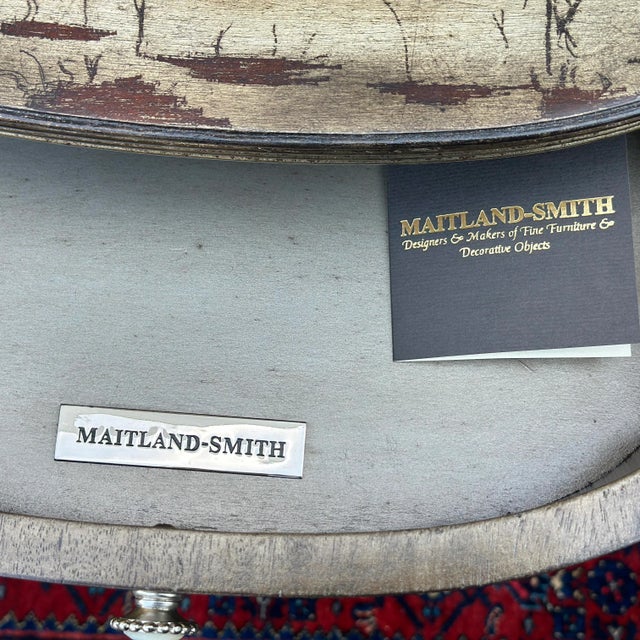 MAITLAND-SMITH
Designers & Makers of Fine Furniture &
Decorative Objects
MAITLAND-SMITH